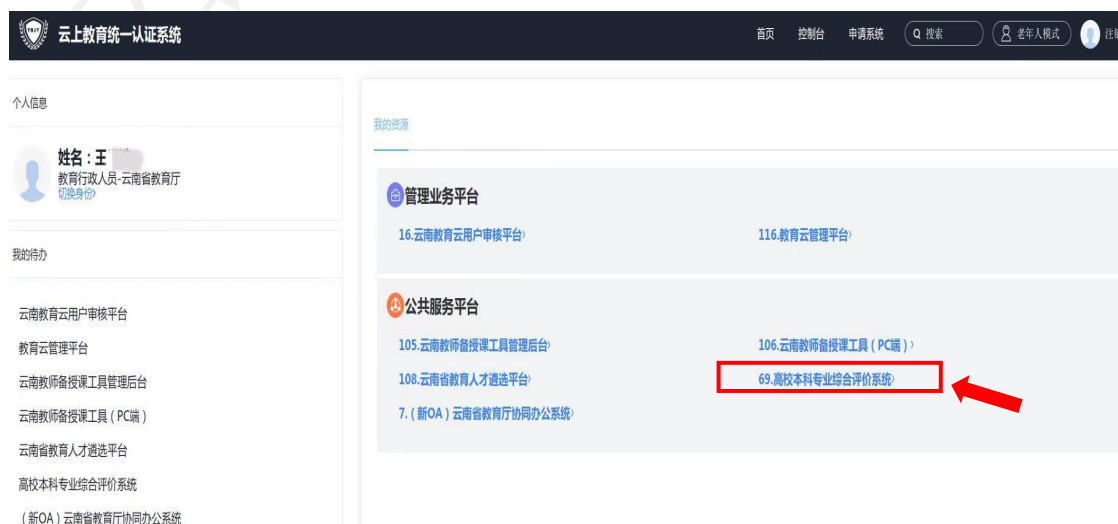 云上教育统一认证系统
首页 控制台 申请系统 搜索 老年人模式
个人信息
姓名：王
教育行政人员-云南省教育厅
切换身份>
我的待办
云南教育云用户审核平台
教育云管理平台
云南教师备授课工具管理后台
云南教师备授课工具（PC端）
云南省教育人才遴选平台
高校本科专业综合评价系统
（新OA）云南省教育厅协同办公系统
我的资源
管理业务平台
16.云南教育云用户审核平台> 116.教育云管理平台>
公共服务平台
105.云南教师备授课工具管理后台> 106.云南教师备授课工具（PC端）>
108.云南省教育人才遴选平台> 69.高校本科专业综合评价系统>
7.（新OA）云南省教育厅协同办公系统>